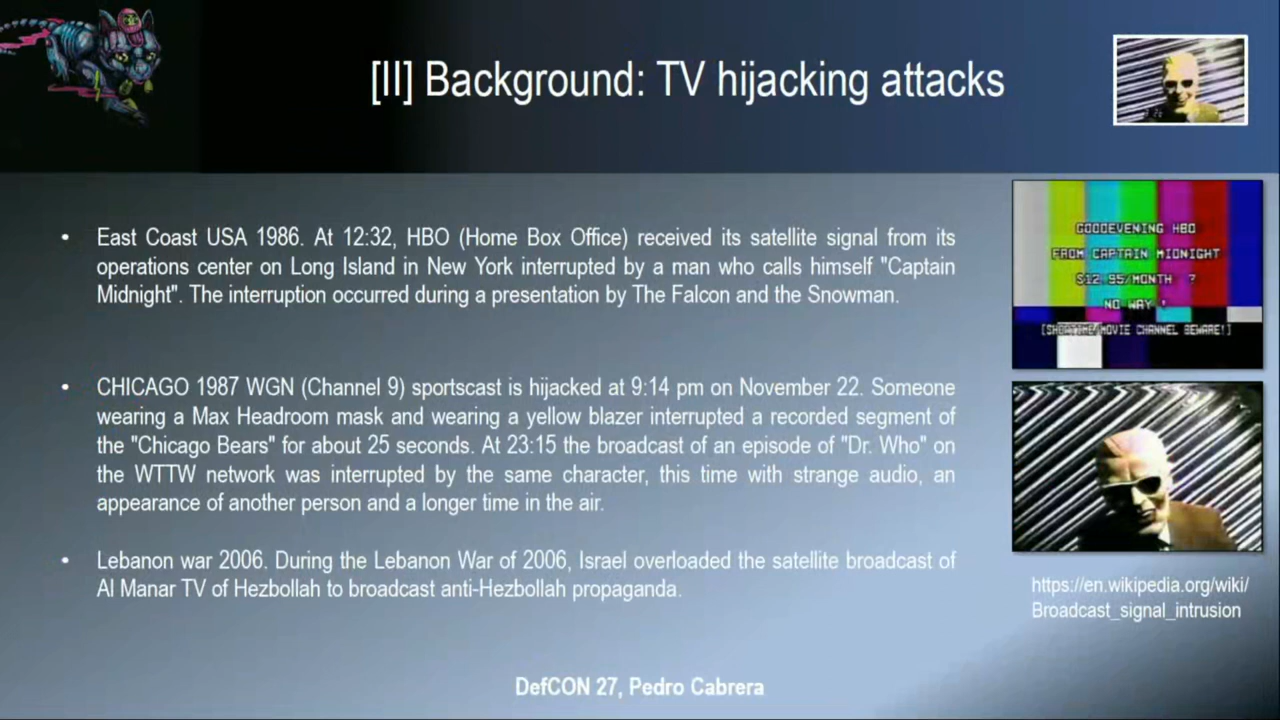 [II] Background: TV hijacking attacks
• East Coast USA 1986. At 12:32, HBO (Home Box Office) received its satellite signal from its
operations center on Long Island in New York interrupted by a man who calls himself "Captain
Midnight". The interruption occurred during a presentation by The Falcon and the Snowman.
• CHICAGO 1987 WGN (Channel 9) sportscast is hijacked at 9:14 pm on November 22. Someone
wearing a Max Headroom mask and wearing a yellow blazer interrupted a recorded segment of
the "Chicago Bears" for about 25 seconds. At 23:15 the broadcast of an episode of "Dr. Who" on
the WTTW network was interrupted by the same character, this time with strange audio, an
appearance of another person and a longer time in the air.
• Lebanon war 2006. During the Lebanon War of 2006, Israel overloaded the satellite broadcast of
Al Manar TV of Hezbollah to broadcast anti-Hezbollah propaganda.
GOODEVENING HBO
FROM CAPTAIN MIDNIGHT
$12 95/MONTH ?
NO WAY !
[SHOWTIME/MOVIE CHANNEL BEWARE!]
https://en.wikipedia.org/wiki/
Broadcast_signal_intrusion
DefCON 27, Pedro Cabrera